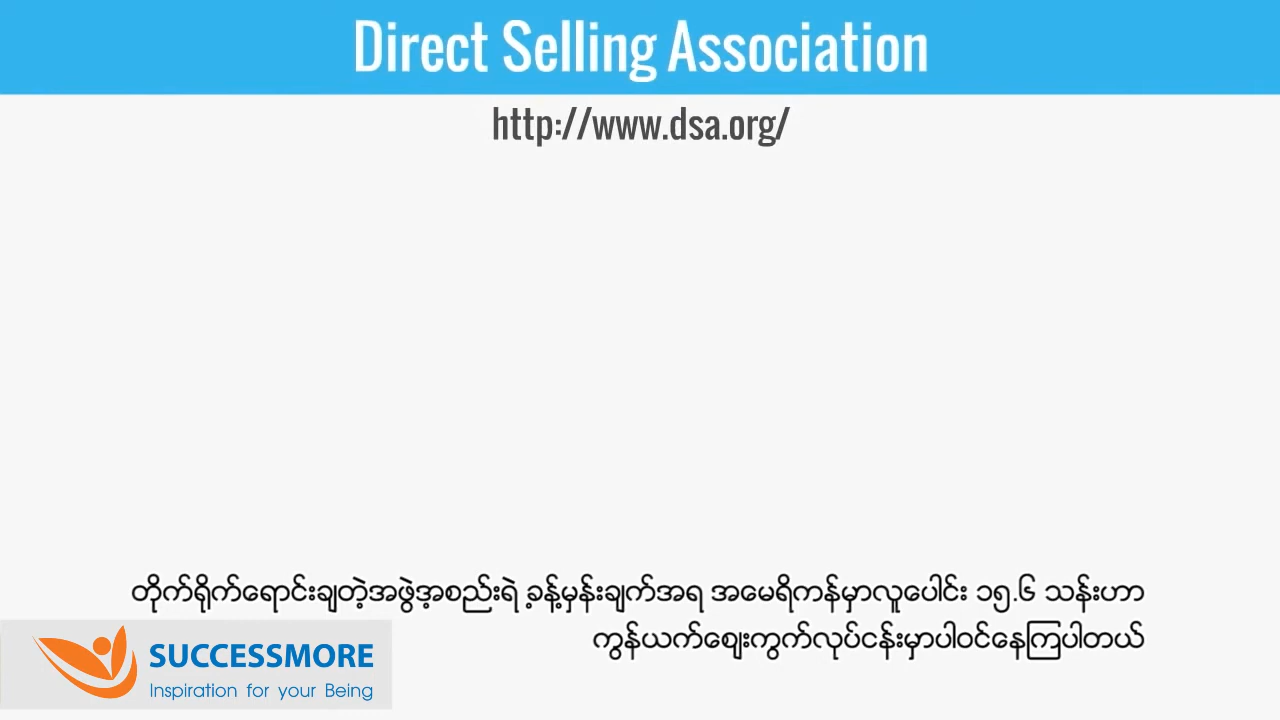 Direct Selling Association
http://www.dsa.org/
တိုက်ရိုက်ရောင်းချတဲ့အဖွဲ့အစည်းရဲ့ခန့်မှန်းချက်အရ အမေရိကန်မှာလူပေါင်း ၁၅.၆ သန်းဟာ
ကွန်ယက်ဈေးကွက်လုပ်ငန်းမှာပါဝင်နေကြပါတယ်
SUCCESSMORE
Inspiration for your Being